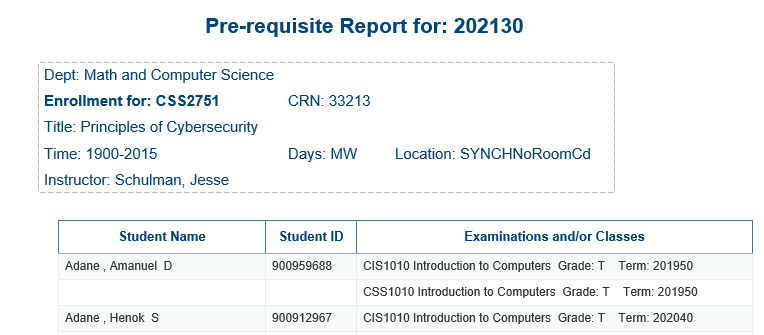 Pre-requisite Report for: 202130
Dept: Math and Computer Science
Enrollment for: CSS2751 CRN: 33213
Title: Principles of Cybersecurity
Time: 1900-2015 Days: MW Location: SYNCHNoRoomCd
Instructor: Schulman, Jesse
Student Name Student ID Examinations and/or Classes
Adane , Amanuel D 900959688 CIS1010 Introduction to Computers Grade: T Term: 201950
CSS1010 Introduction to Computers Grade: T Term: 201950
Adane , Henok S 900912967 CIS1010 Introduction to Computers Grade: T Term: 202040